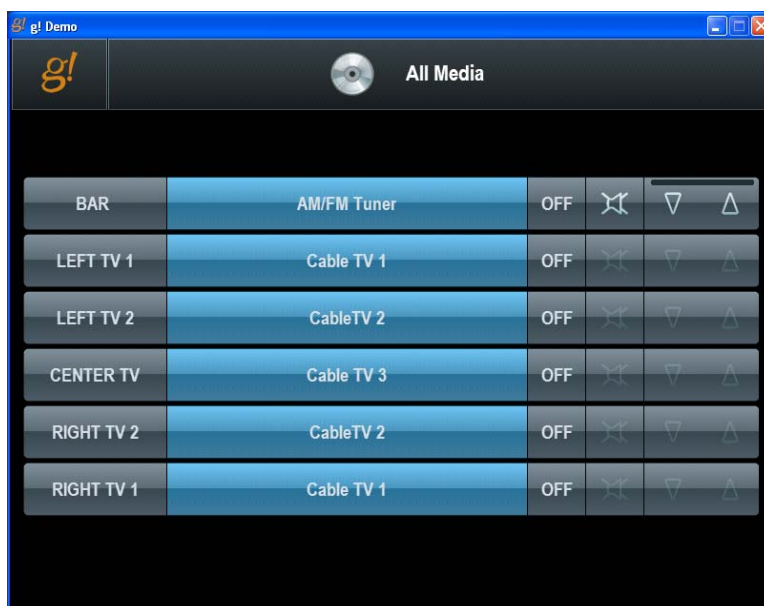 g! g! Demo
g! All Media
BAR AM/FM Tuner OFF
LEFT TV 1 Cable TV 1 OFF
LEFT TV 2 CableTV 2 OFF
CENTER TV Cable TV 3 OFF
RIGHT TV 2 CableTV 2 OFF
RIGHT TV 1 Cable TV 1 OFF